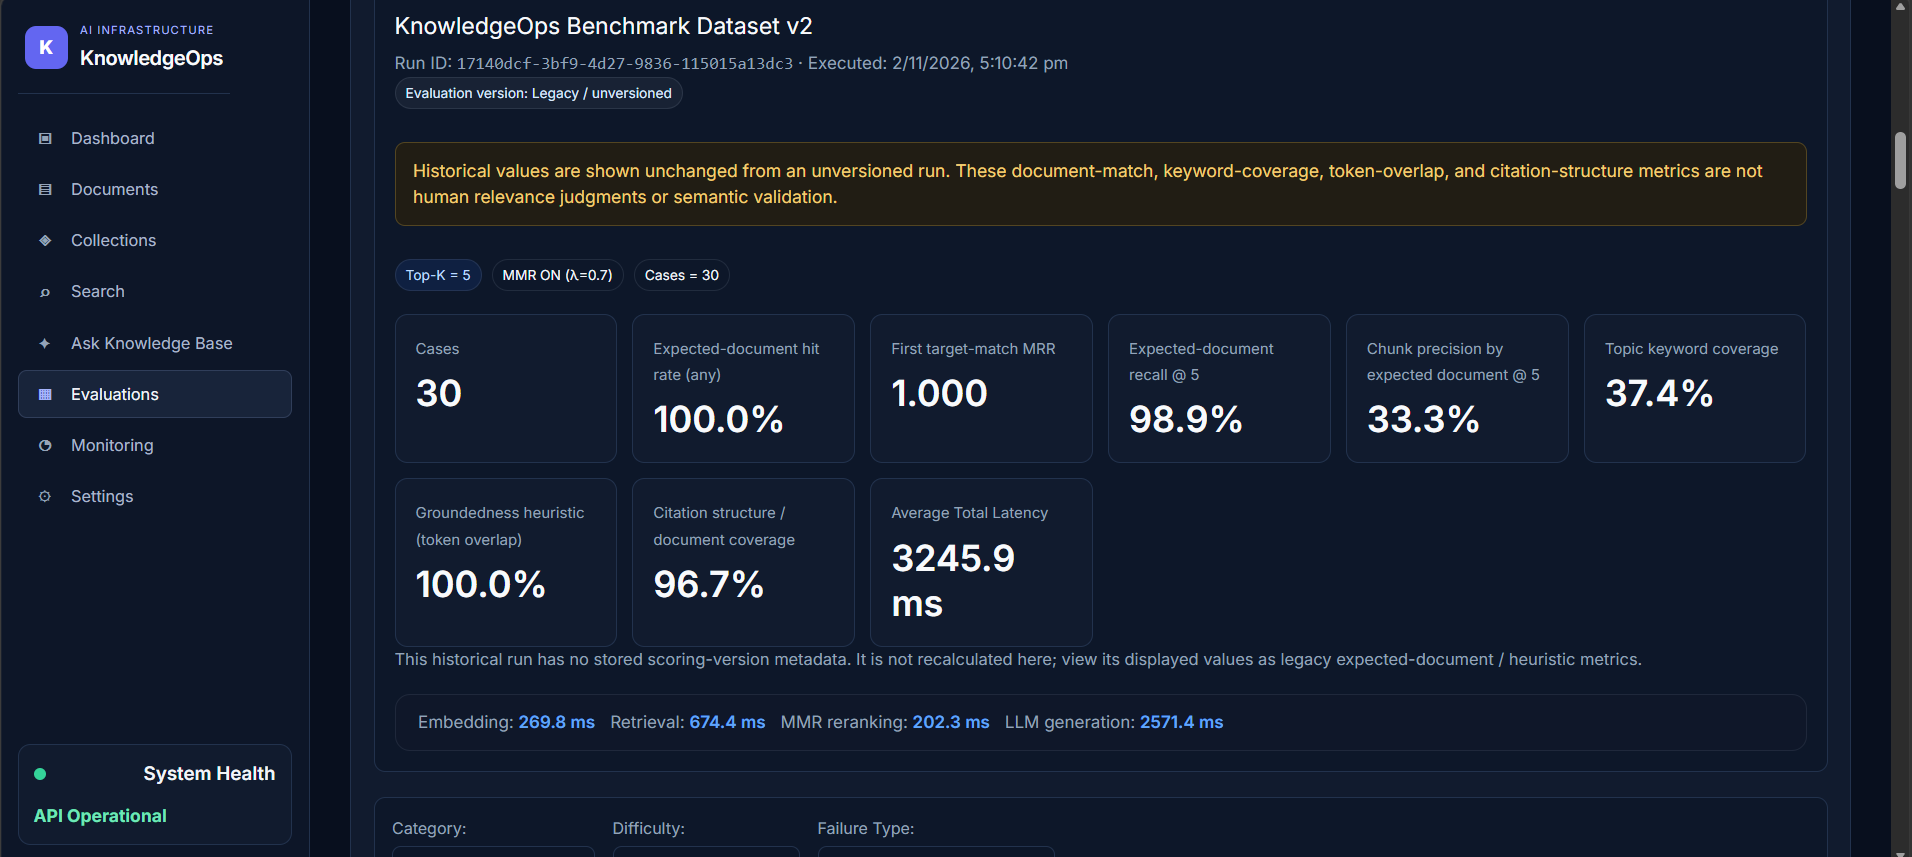 K
AI INFRASTRUCTURE
KnowledgeOps
Dashboard
Documents
Collections
Search
Ask Knowledge Base
Evaluations
Monitoring
Settings
System Health
API Operational
KnowledgeOps Benchmark Dataset v2
Run ID: 17140dcf-3bf9-4d27-9836-115015a13dc3 · Executed: 2/11/2026, 5:10:42 pm
Evaluation version: Legacy / unversioned
Historical values are shown unchanged from an unversioned run. These document-match, keyword-coverage, token-overlap, and citation-structure metrics are not
human relevance judgments or semantic validation.
Top-K = 5
MMR ON (λ=0.7)
Cases = 30
Cases
30
Expected-document hit
rate (any)
100.0%
First target-match MRR
1.000
Expected-document
recall @ 5
98.9%
Chunk precision by
expected document @ 5
33.3%
Topic keyword coverage
37.4%
Groundedness heuristic
(token overlap)
100.0%
Citation structure /
document coverage
96.7%
Average Total Latency
3245.9
ms
This historical run has no stored scoring-version metadata. It is not recalculated here; view its displayed values as legacy expected-document / heuristic metrics.
Embedding: 269.8 ms Retrieval: 674.4 ms MMR reranking: 202.3 ms LLM generation: 2571.4 ms
Category:
Difficulty:
Failure Type: